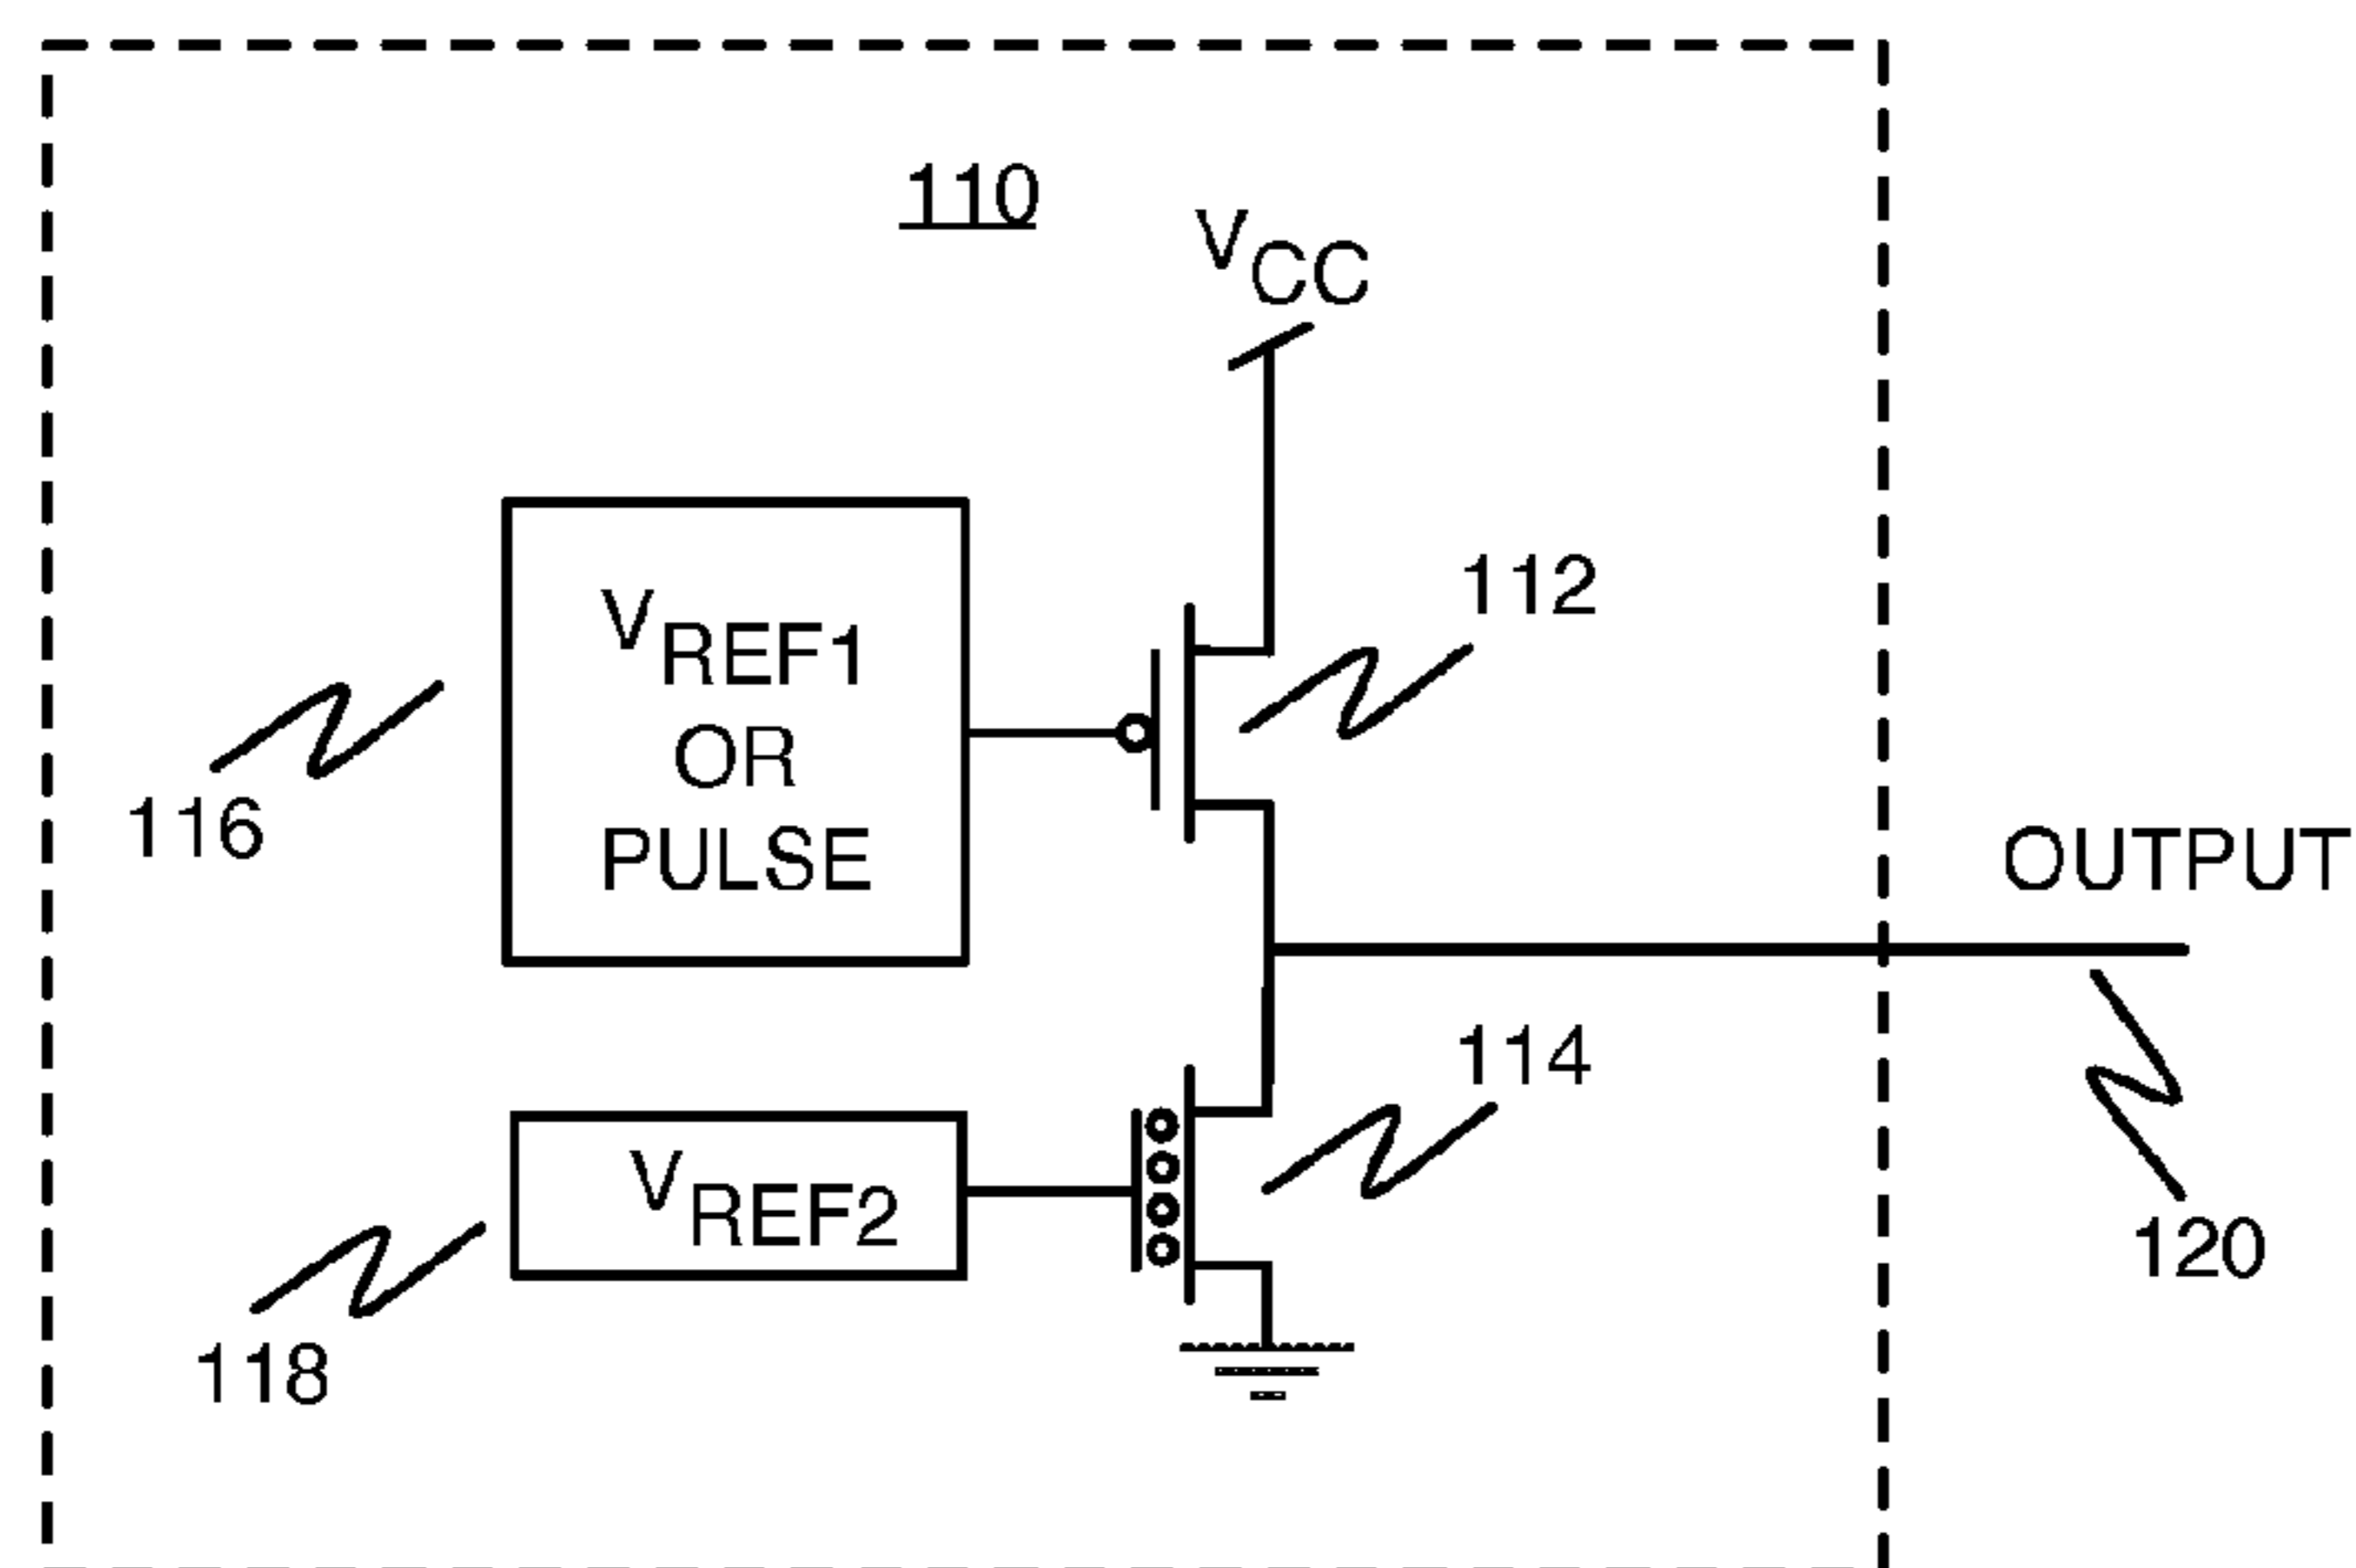 110
VCC
112
VREF1
OR
PULSE
116
OUTPUT
114
VREF2
120
118